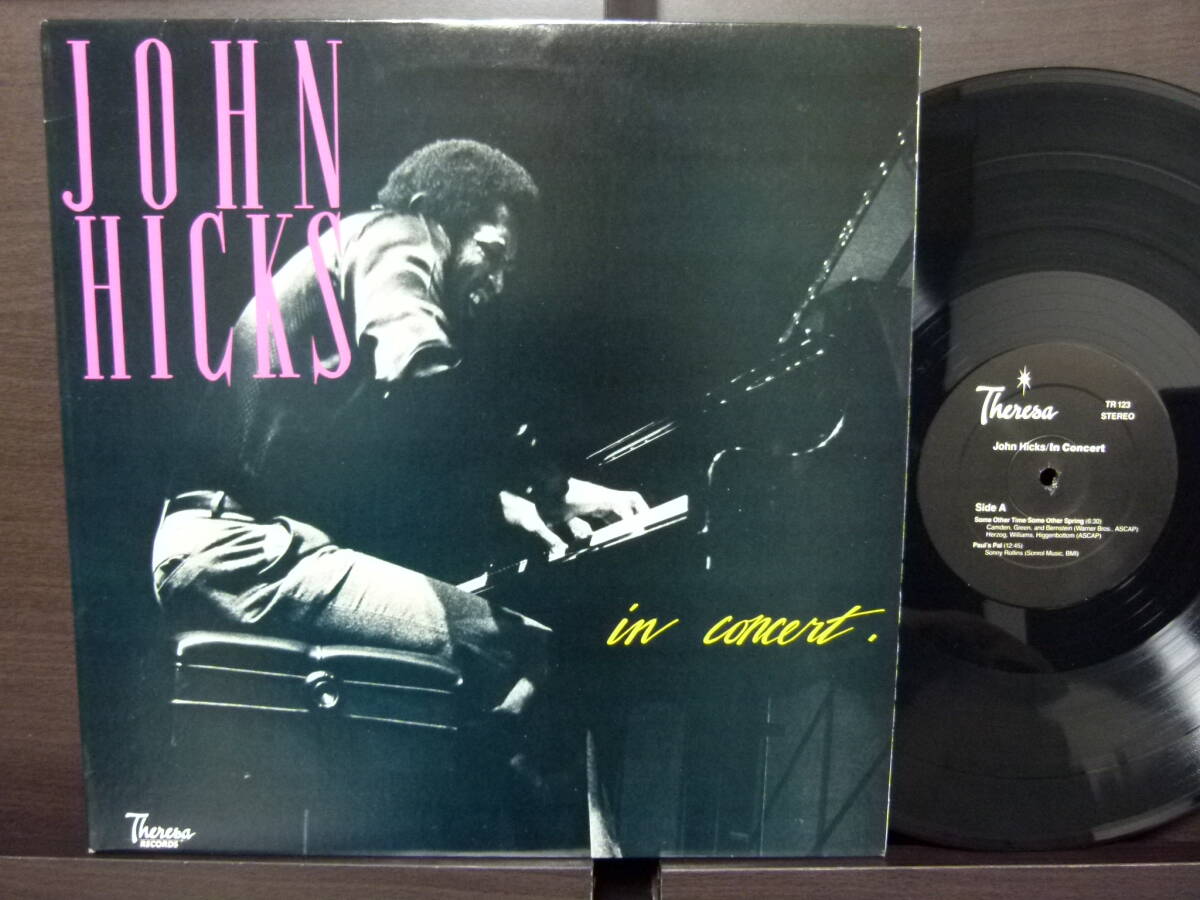 JOHN
HICKS
in concert.
Theresa
RECORDS
Theresa
TR 123
STEREO
John Hicks/In Concert
Side A
Some Other Time Some Other Spring (6:30)
Camden, Green, and Bernstein (Warner Bros., ASCAP)
Herzog, Williams, Higgenbottom (ASCAP)
Paul's Pal (12:45)
Sonny Rollins (Sonrol Music, BMI)